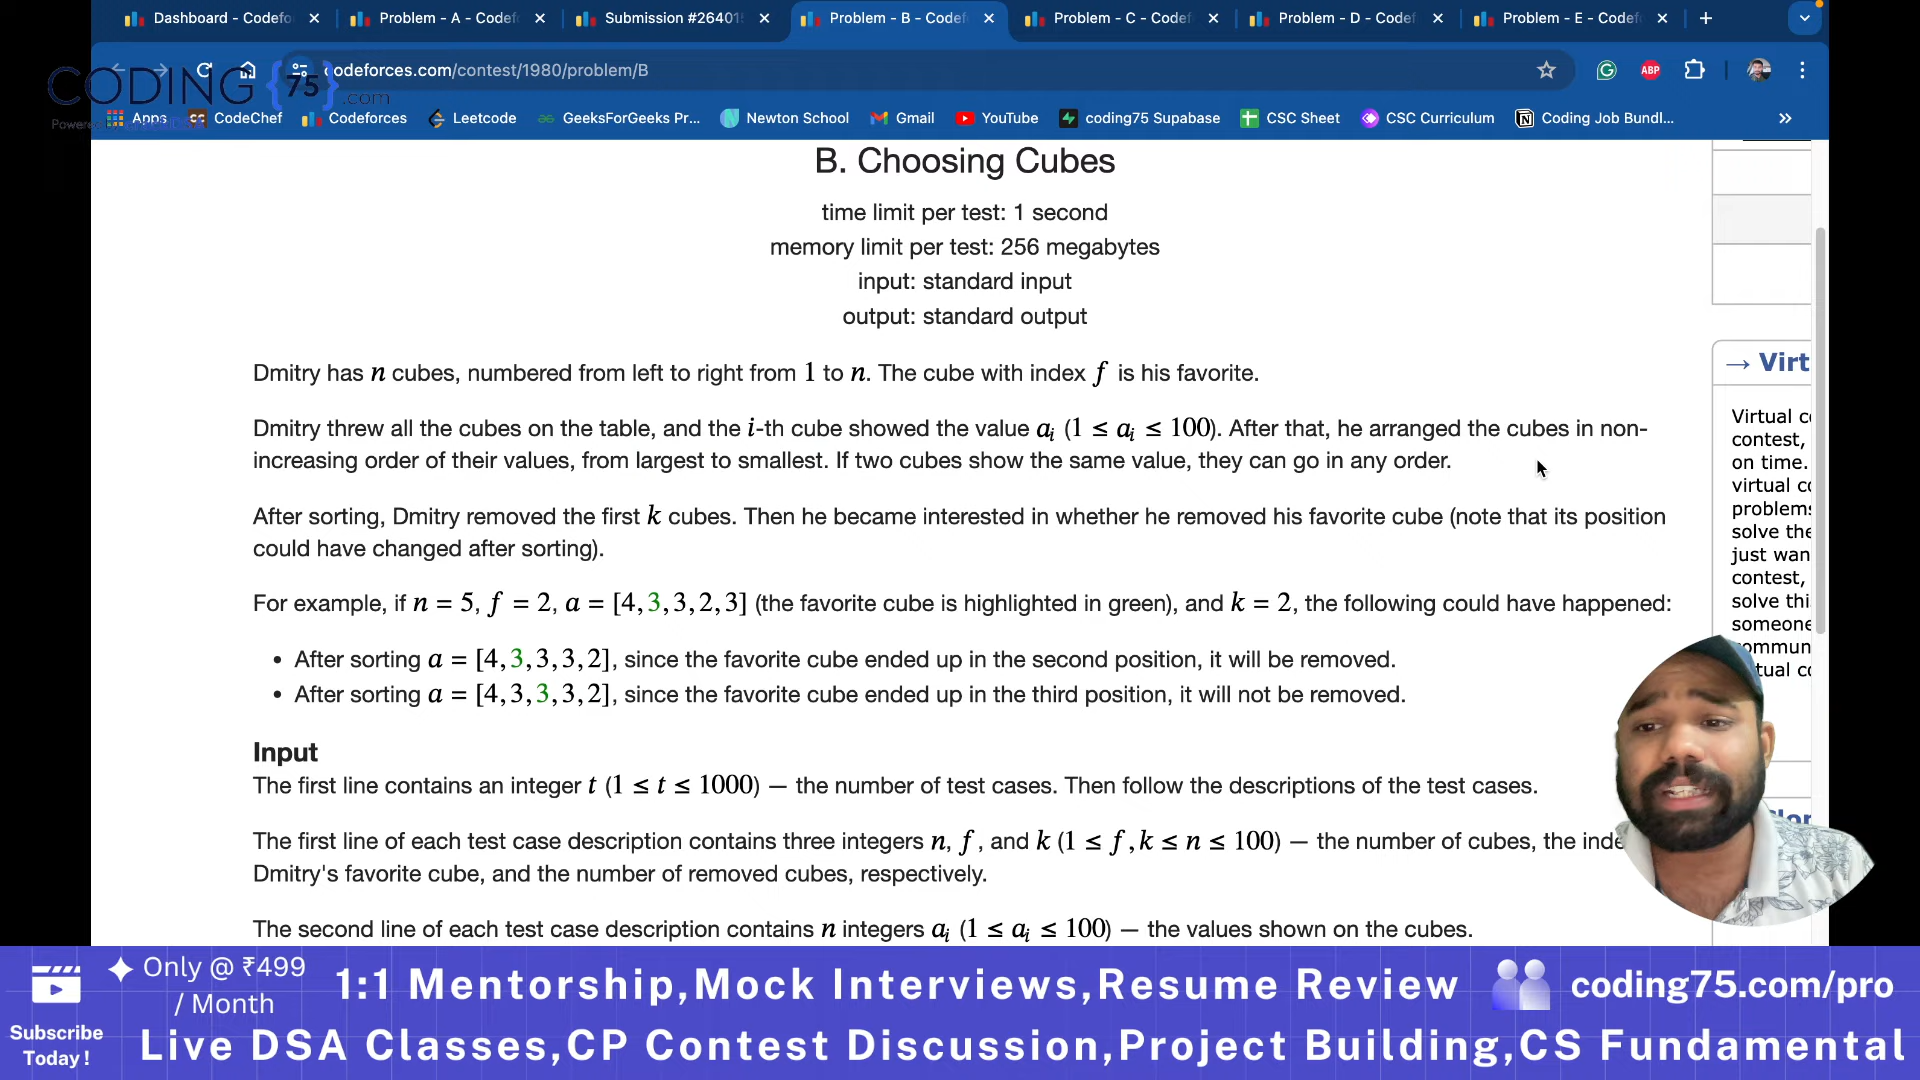 Dashboard - Codefo
Problem - A - Codef
Submission #26401
Problem - B - Codef
Problem - C - Codef
Problem - D - Codef
Problem - E - Codef
codeforces.com/contest/1980/problem/B
ABP
CODING {75} .com
Apps
CodeChef
Codeforces
Leetcode
GeeksForGeeks Pr...
Newton School
Gmail
YouTube
coding75 Supabase
CSC Sheet
CSC Curriculum
Coding Job Bundl...
B. Choosing Cubes
time limit per test: 1 second
memory limit per test: 256 megabytes
input: standard input
output: standard output
Dmitry has n cubes, numbered from left to right from 1 to n. The cube with index f is his favorite.
Dmitry threw all the cubes on the table, and the i-th cube showed the value aᵢ (1 ≤ aᵢ ≤ 100). After that, he arranged the cubes in non-
increasing order of their values, from largest to smallest. If two cubes show the same value, they can go in any order.
After sorting, Dmitry removed the first k cubes. Then he became interested in whether he removed his favorite cube (note that its position
could have changed after sorting).
For example, if n = 5, f = 2, a = [4, 3, 3, 2, 3] (the favorite cube is highlighted in green), and k = 2, the following could have happened:
• After sorting a = [4, 3, 3, 3, 2], since the favorite cube ended up in the second position, it will be removed.
• After sorting a = [4, 3, 3, 3, 2], since the favorite cube ended up in the third position, it will not be removed.
Input
The first line contains an integer t (1 ≤ t ≤ 1000) — the number of test cases. Then follow the descriptions of the test cases.
The first line of each test case description contains three integers n, f, and k (1 ≤ f, k ≤ n ≤ 100) — the number of cubes, the inde
Dmitry's favorite cube, and the number of removed cubes, respectively.
The second line of each test case description contains n integers aᵢ (1 ≤ aᵢ ≤ 100) — the values shown on the cubes.
→ Virt
Virtual co
contest,
on time.
virtual co
problems
solve the
just wan
contest,
solve thi
someone
ommun
tual co
Only @ ₹499
/ Month
Subscribe
Today !
1:1 Mentorship,Mock Interviews,Resume Review
coding75.com/pro
Live DSA Classes,CP Contest Discussion,Project Building,CS Fundamental